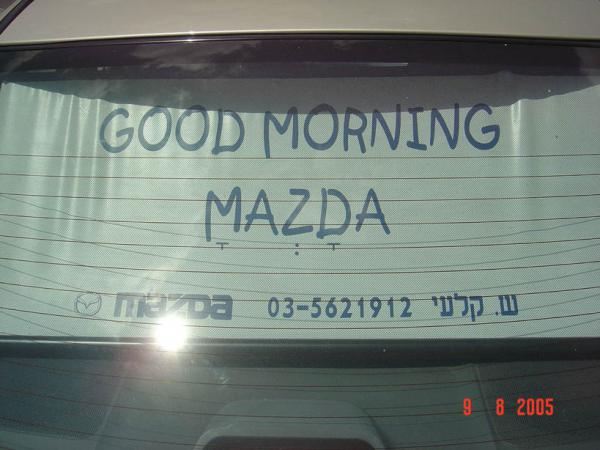 GOOD MORNING
MAZDA
mazda 03-5621912 ש. קלעי
9 8 2005